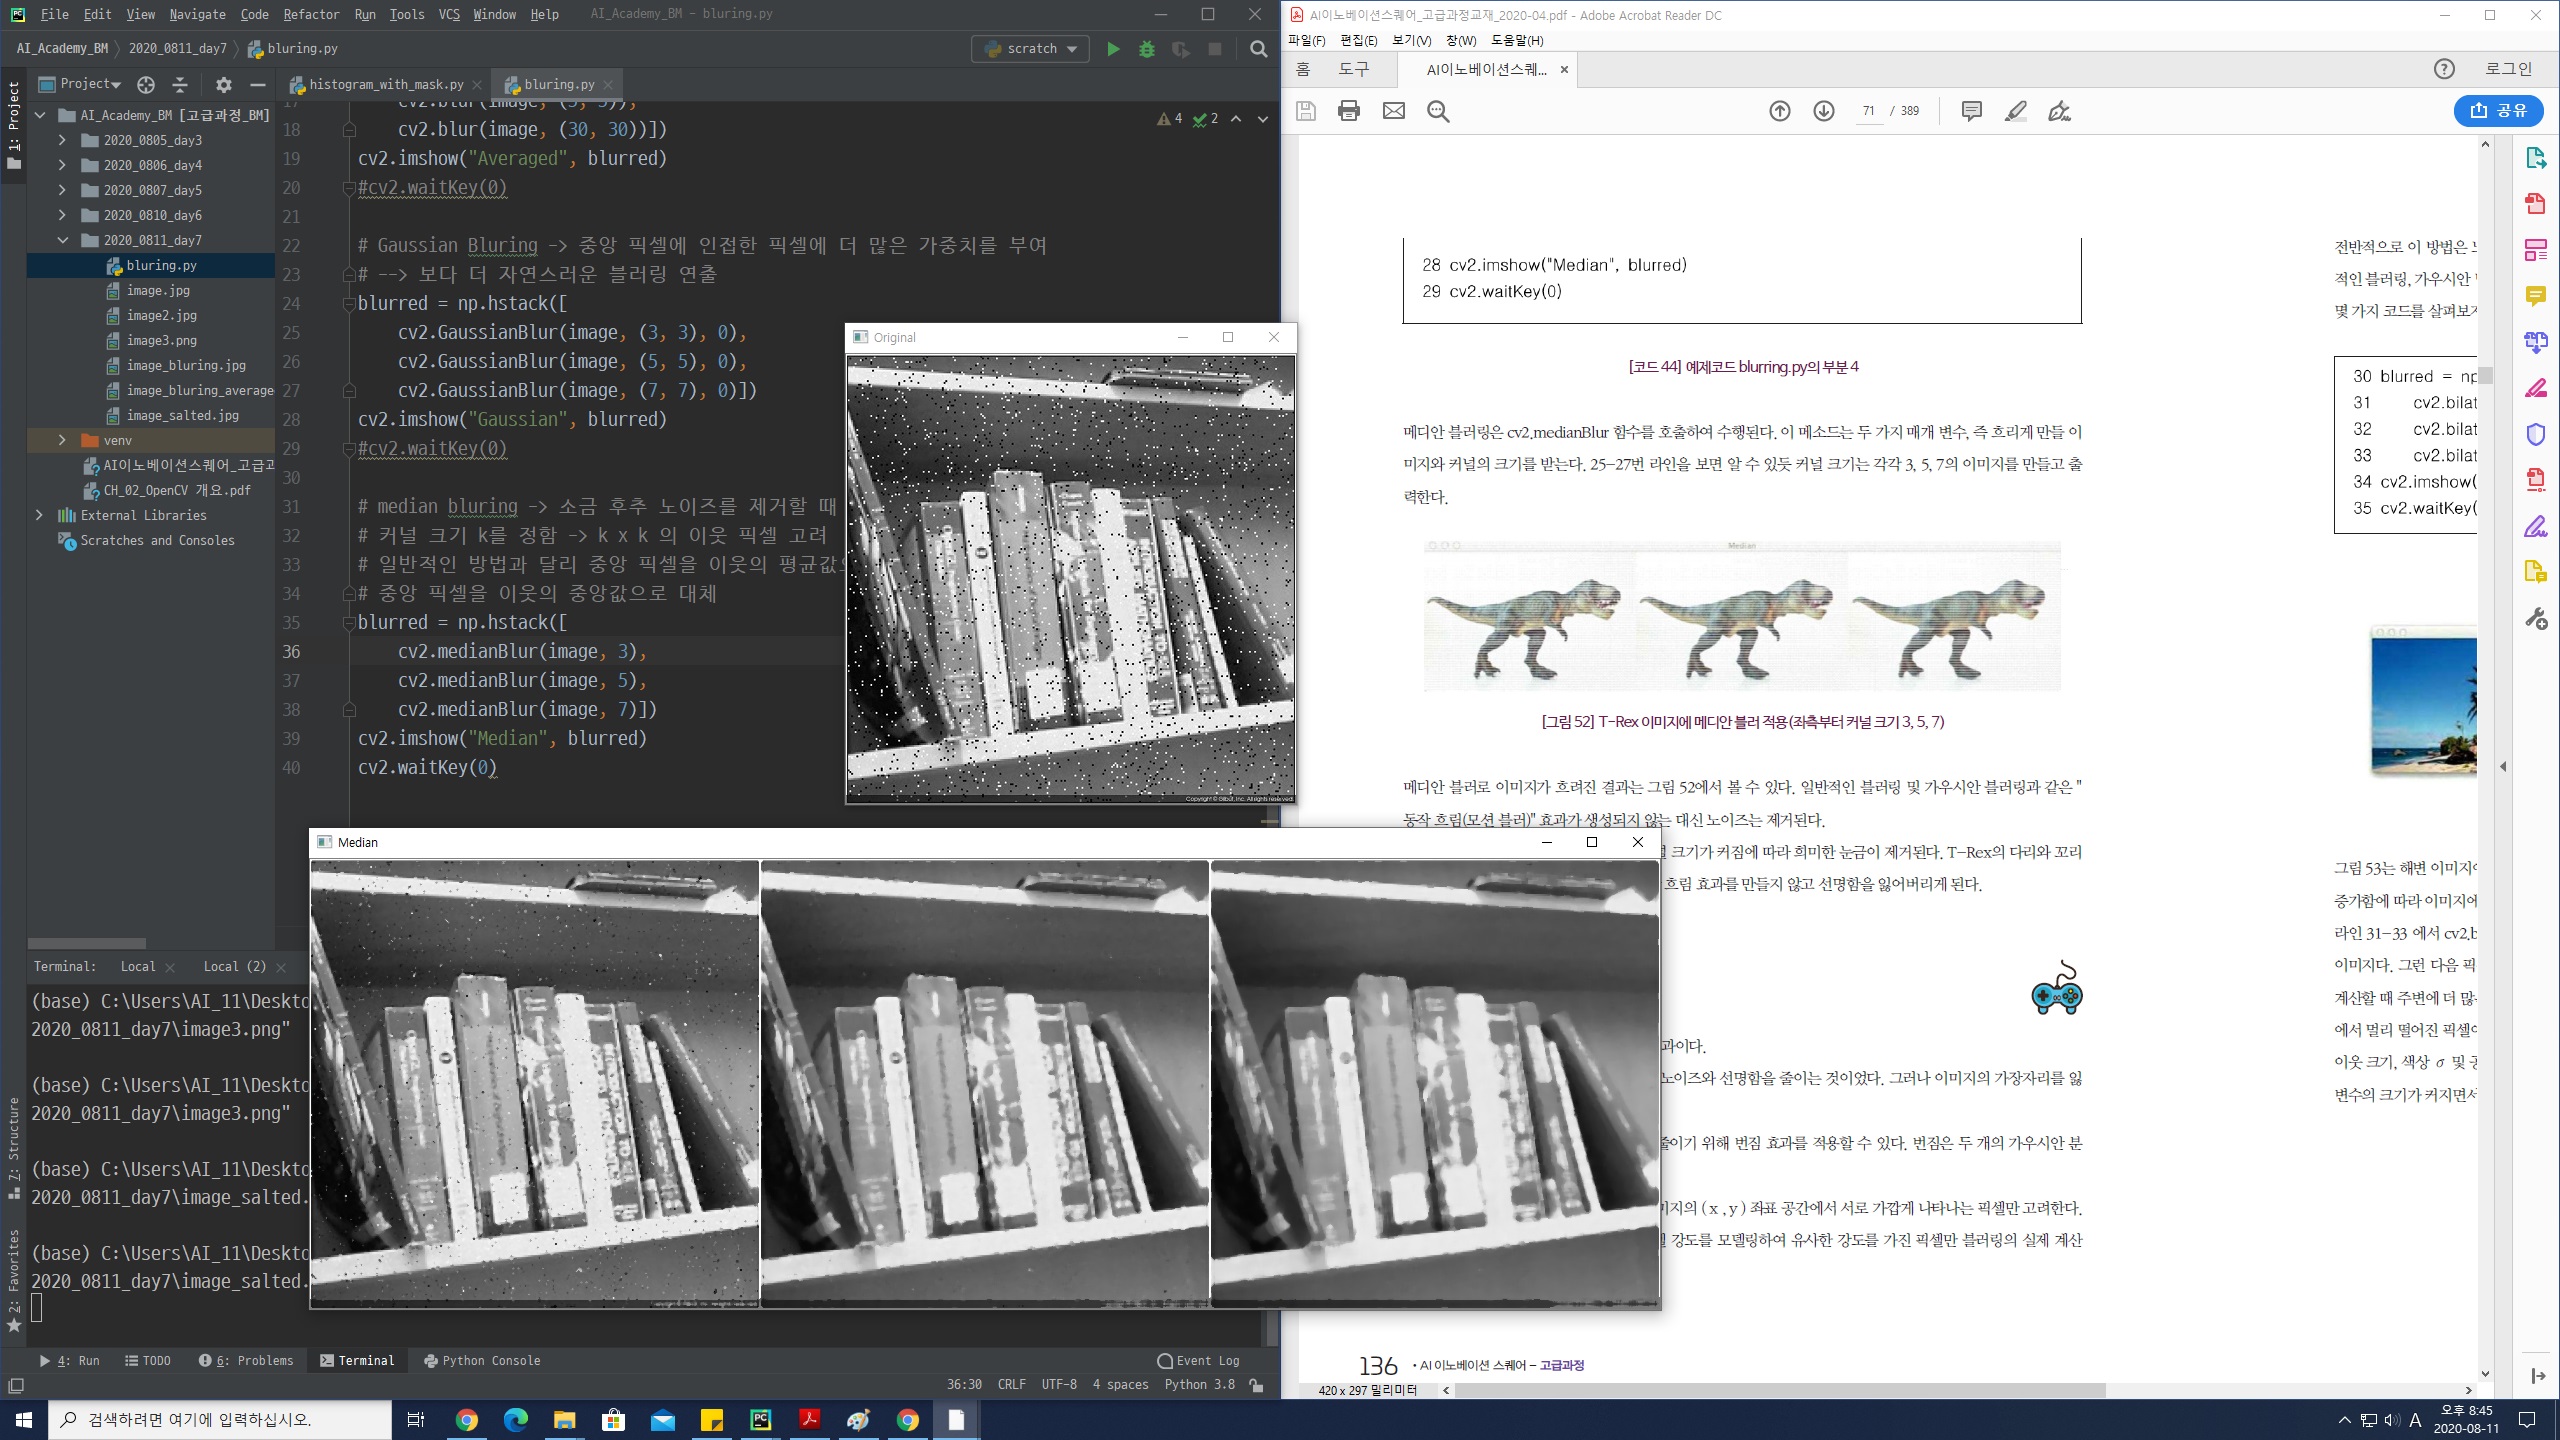 File Edit View Navigate Code Refactor Run Tools VCS Window Help AI_Academy_BM - bluring.py
AI_Academy_BM 2020_0811_day7 bluring.py scratch
Project histogram_with_mask.py bluring.py
1: Project
AI_Academy_BM [고급과정_BM]
2020_0805_day3
2020_0806_day4
2020_0807_day5
2020_0810_day6
2020_0811_day7
bluring.py
image.jpg
image2.jpg
image3.png
image_bluring.jpg
image_bluring_average
image_salted.jpg
venv
AI이노베이션스퀘어_고급고
CH_02_OpenCV 개요.pdf
External Libraries
Scratches and Consoles
4 2
18 cv2.blur(image, (30, 30))])
19 cv2.imshow("Averaged", blurred)
20 #cv2.waitKey(0)
21
22 # Gaussian Bluring -> 중앙 픽셀에 인접한 픽셀에 더 많은 가중치를 부여
23 # --> 보다 더 자연스러운 블러링 연출
24 blurred = np.hstack([
25 cv2.GaussianBlur(image, (3, 3), 0),
26 cv2.GaussianBlur(image, (5, 5), 0),
27 cv2.GaussianBlur(image, (7, 7), 0)])
28 cv2.imshow("Gaussian", blurred)
29 #cv2.waitKey(0)
30
31 # median bluring -> 소금 후추 노이즈를 제거할 때
32 # 커널 크기 k를 정함 -> k x k 의 이웃 픽셀 고려
33 # 일반적인 방법과 달리 중앙 픽셀을 이웃의 평균값
34 # 중앙 픽셀을 이웃의 중앙값으로 대체
35 blurred = np.hstack([
36 cv2.medianBlur(image, 3),
37 cv2.medianBlur(image, 5),
38 cv2.medianBlur(image, 7)])
39 cv2.imshow("Median", blurred)
40 cv2.waitKey(0)
Original
Median
Terminal: Local Local (2)
(base) C:\Users\AI_11\Deskto
2020_0811_day7\image3.png"
(base) C:\Users\AI_11\Deskto
2020_0811_day7\image3.png"
(base) C:\Users\AI_11\Deskto
2020_0811_day7\image_salted.
(base) C:\Users\AI_11\Deskto
2020_0811_day7\image_salted.
7: Structure
2: Favorites
4: Run TODO 6: Problems Terminal Python Console Event Log
36:30 CRLF UTF-8 4 spaces Python 3.8
AI이노베이션스퀘어_고급과정교재_2020-04.pdf - Adobe Acrobat Reader DC
파일(F) 편집(E) 보기(V) 창(W) 도움말(H)
홈 도구 AI이노베이션스퀘... 로그인
71 / 389 공유
28 cv2.imshow("Median", blurred)
29 cv2.waitKey(0)
[코드 44] 예제코드 blurring.py의 부분 4
메디안 블러링은 cv2.medianBlur 함수를 호출하여 수행된다. 이 메소드는 두 가지 매개 변수, 즉 흐리게 만들 이
미지와 커널의 크기를 받는다. 25-27번 라인을 보면 알 수 있듯 커널 크기는 각각 3, 5, 7의 이미지를 만들고 출
력한다.
Median
[그림 52] T-Rex 이미지에 메디안 블러 적용(좌측부터 커널 크기 3, 5, 7)
메디안 블러로 이미지가 흐려진 결과는 그림 52에서 볼 수 있다. 일반적인 블러링 및 가우시안 블러링과 같은 "
동작 흐림(모션 블러)" 효과가 생성되지 않는 대신 노이즈는 제거된다.
크기가 커짐에 따라 희미한 눈금이 제거된다. T-Rex의 다리와 꼬리
흐림 효과를 만들지 않고 선명함을 잃어버리게 된다.
과이다.
노이즈와 선명함을 줄이는 것이었다. 그러나 이미지의 가장자리를 잃
줄이기 위해 번짐 효과를 적용할 수 있다. 번짐은 두 개의 가우시안 분
미지의 ( x , y ) 좌표 공간에서 서로 가깝게 나타나는 픽셀만 고려한다.
강도를 모델링하여 유사한 강도를 가진 픽셀만 블러링의 실제 계산
136 • AI 이노베이션 스퀘어 – 고급과정
420 x 297 밀리미터
전반적으로 이 방법은
적인 블러링, 가우시안
몇 가지 코드를 살펴보
30 blurred = np
31 cv2.bilat
32 cv2.bilat
33 cv2.bilat
34 cv2.imshow(
35 cv2.waitKey(
그림 53는 해변 이미지
증가함에 따라 이미지에
라인 31-33 에서 cv2.b
이미지다. 그런 다음 픽
계산할 때 주변에 더 많
에서 멀리 떨어진 픽셀
이웃 크기, 색상 σ 및 공
변수의 크기가 커지면서
검색하려면 여기에 입력하십시오.
A 오후 8:45
2020-08-11